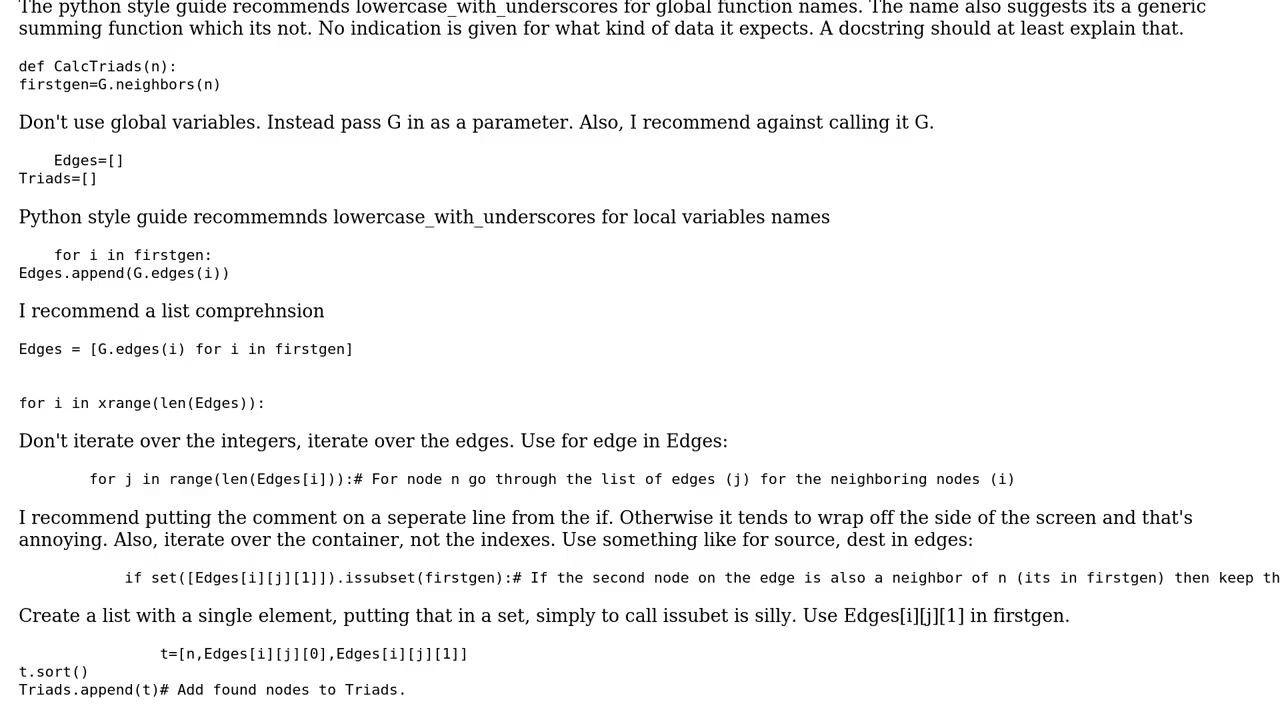 The python style guide recommends lowercase_with_underscores for global function names. The name also suggests its a generic
summing function which its not. No indication is given for what kind of data it expects. A docstring should at least explain that.
def CalcTriads(n):
firstgen=G.neighbors(n)
Don't use global variables. Instead pass G in as a parameter. Also, I recommend against calling it G.
    Edges=[]
Triads=[]
Python style guide recommemnds lowercase_with_underscores for local variables names
    for i in firstgen:
Edges.append(G.edges(i))
I recommend a list comprehnsion
Edges = [G.edges(i) for i in firstgen]
for i in xrange(len(Edges)):
Don't iterate over the integers, iterate over the edges. Use for edge in Edges:
        for j in range(len(Edges[i])):# For node n go through the list of edges (j) for the neighboring nodes (i)
I recommend putting the comment on a seperate line from the if. Otherwise it tends to wrap off the side of the screen and that's
annoying. Also, iterate over the container, not the indexes. Use something like for source, dest in edges:
            if set([Edges[i][j][1]]).issubset(firstgen):# If the second node on the edge is also a neighbor of n (its in firstgen) then keep th
Create a list with a single element, putting that in a set, simply to call issubet is silly. Use Edges[i][j][1] in firstgen.
                t=[n,Edges[i][j][0],Edges[i][j][1]]
t.sort()
Triads.append(t)# Add found nodes to Triads.